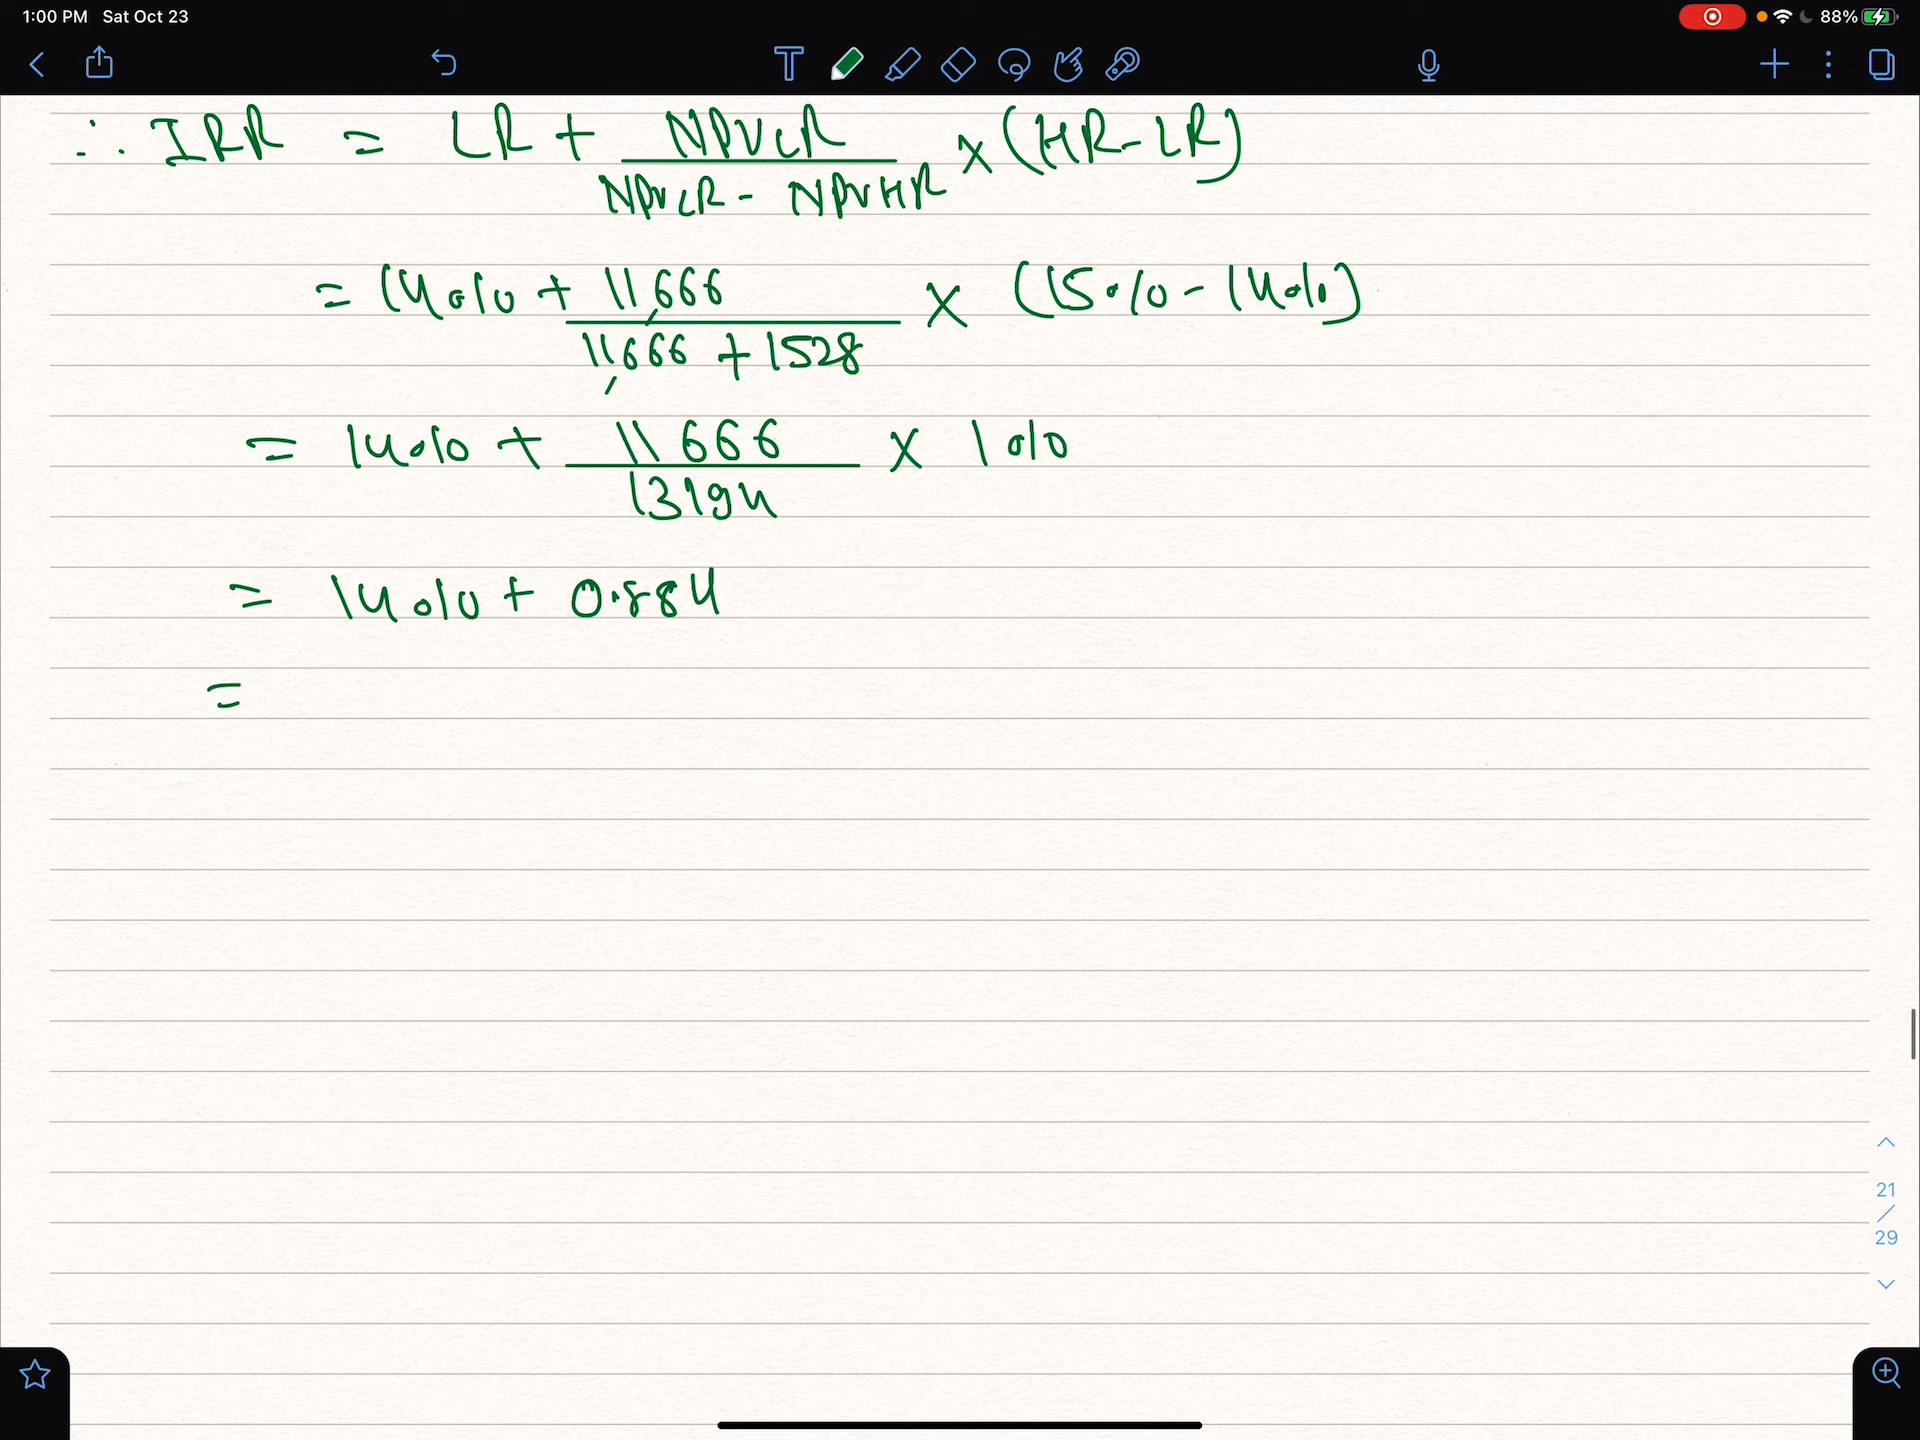 1:00 PM Sat Oct 23
88%
∴ IRR = LR + NPVLR / NPVLR - NPVHR × (HR-LR)
= 14% + 11,666 / 11,666 + 1528 × (15% - 14%)
= 14% + 11666 / 13194 × 1%
= 14% + 0.884
=
21
/
29